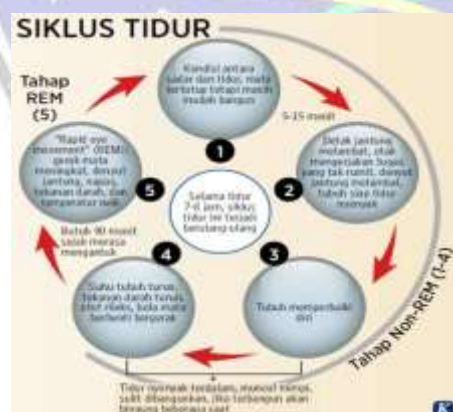 SIKLUS TIDUR
Kondisi antara
sadar dan tidur, mata
tertutup tetapi masih
mudah bangun
1
5-15 menit
Detak jantung
melambat, otak
mengerjakan tugas
yang tak rumit, denyut
jantung melambat,
tubuh siap tidur
nyenyak
2
Tahap Non-REM (1-4)
3
Tubuh memperbaiki
diri
4
Suhu tubuh turun,
tekanan darah turun,
otot rileks, bola mata
berhenti bergerak
Tidur nyenyak terdalam, muncul mimpi,
sulit dibangunkan, jika terbangun akan
bingung beberapa saat
Tahap
REM
(5)
"Rapid eye
movement" (REM)
gerak mata
meningkat, denyut
jantung, napas,
tekanan darah, dan
temperatur naik
5
Butuh 90 menit
sejak merasa
mengantuk
Selama tidur
7-8 jam, siklus
tidur ini terjadi
berulang-ulang
K